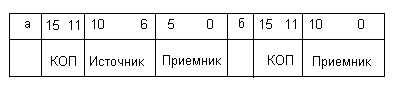 а 15 11 10 6 5 0 б 15 11 10 0
КОП Источник Приемник КОП Приемник